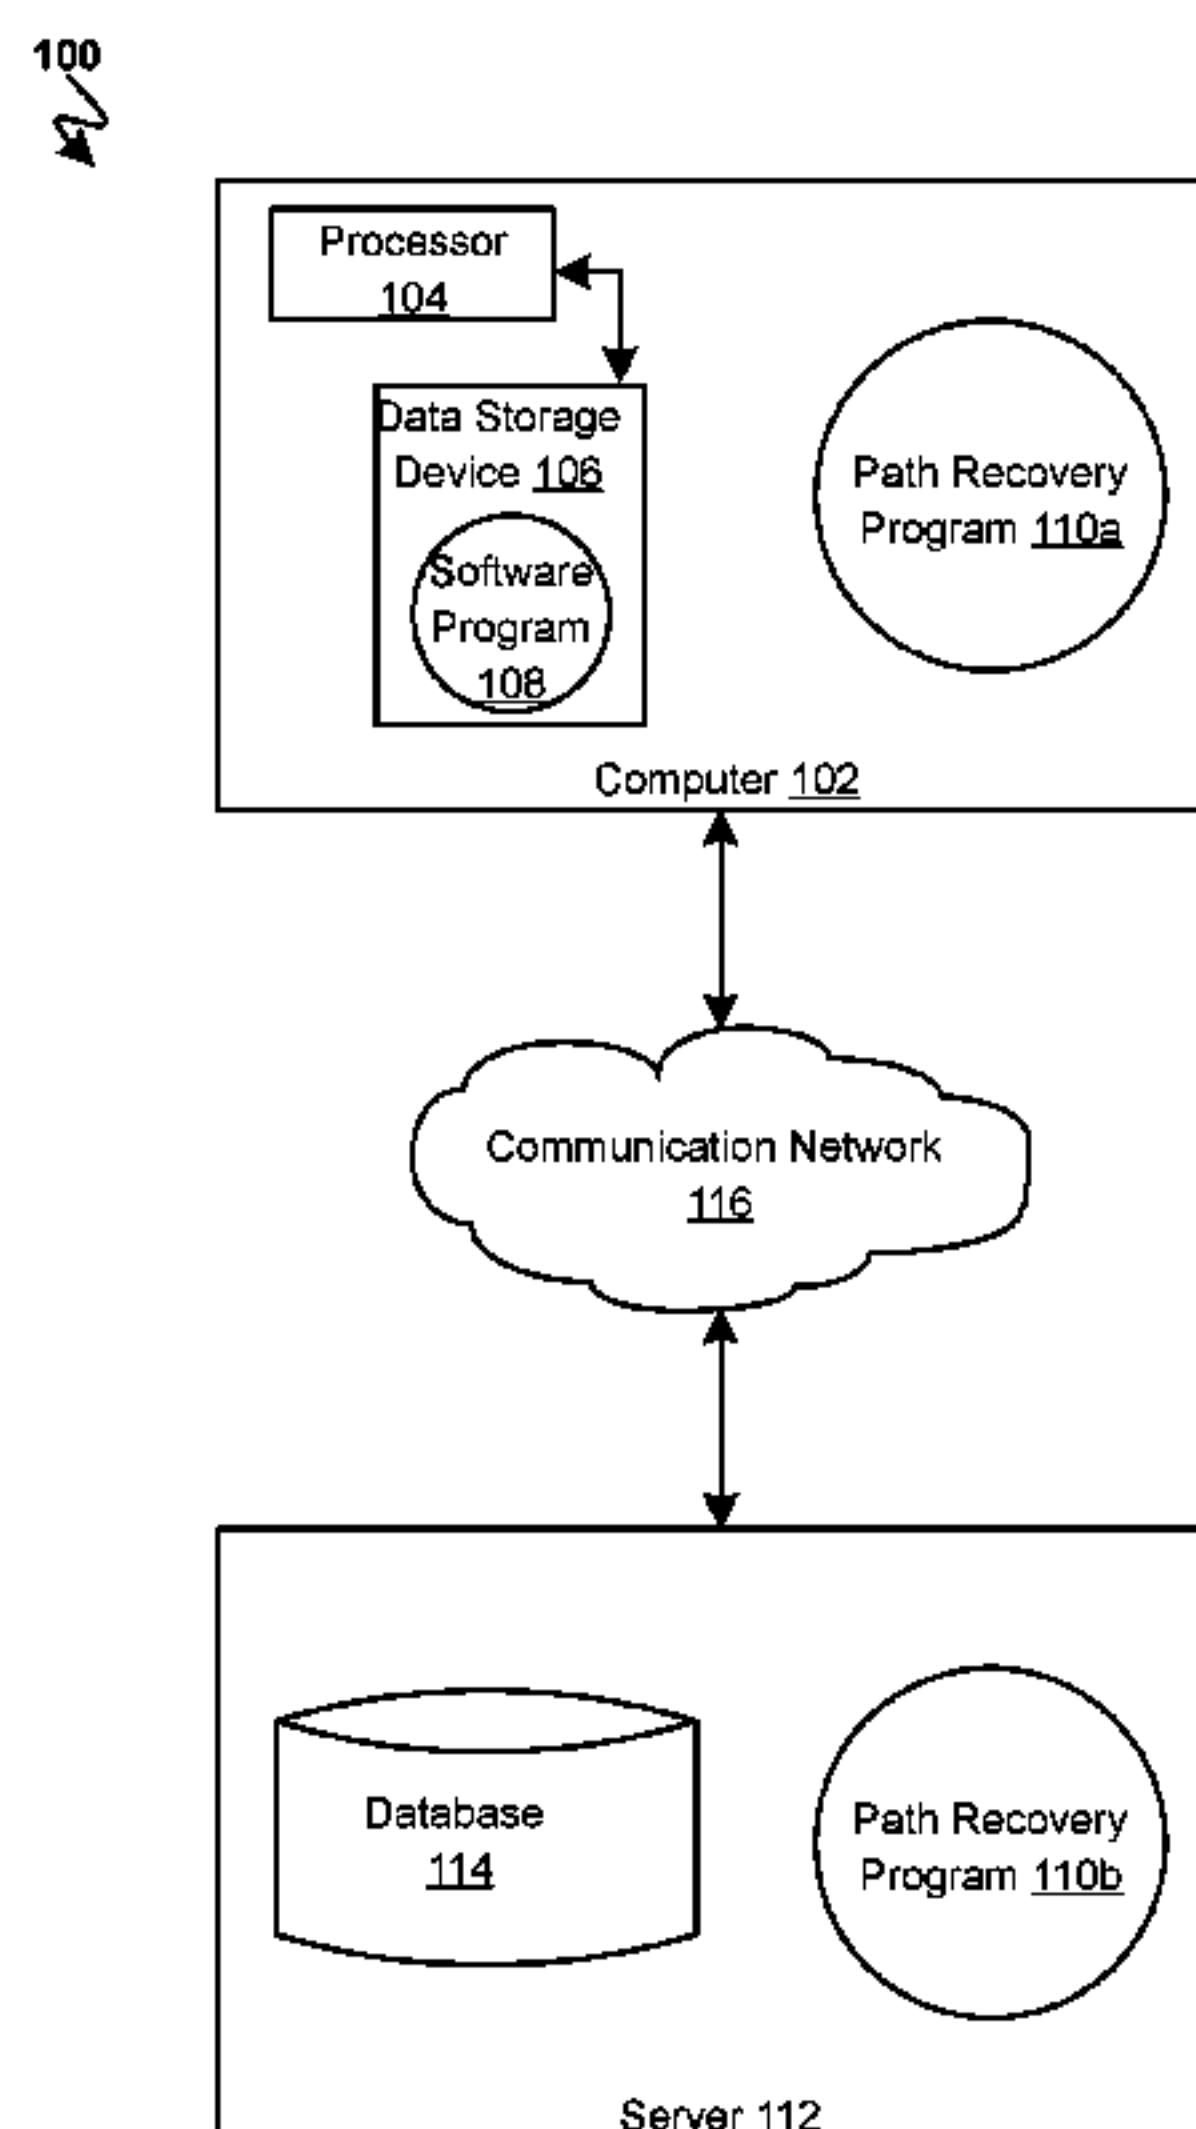 100
Processor
104
Data Storage
Device 106
Software
Program
108
Path Recovery
Program 110a
Computer 102
Communication Network
116
Database
114
Path Recovery
Program 110b
Server 112